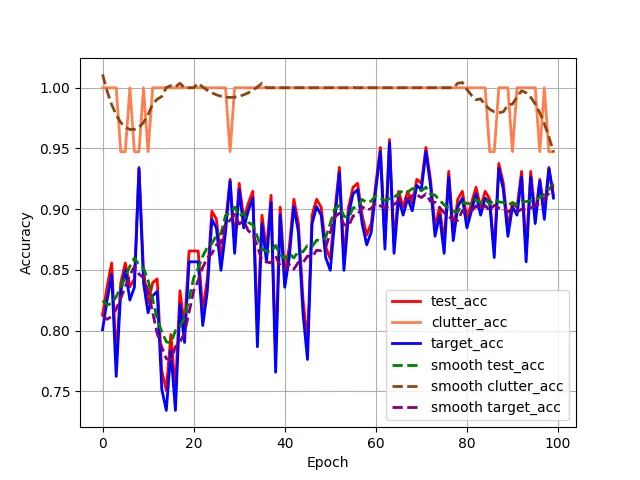 1.00
0.95
0.90
0.85
0.80
0.75
Accuracy
0
20
40
60
80
100
Epoch
test_acc
clutter_acc
target_acc
smooth test_acc
smooth clutter_acc
smooth target_acc